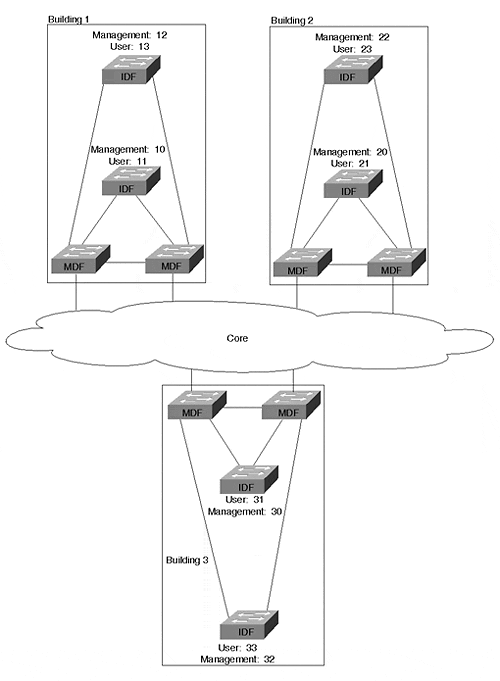 Building 1
Building 2
Management: 12
User: 13
IDF
Management: 22
User: 23
IDF
Management: 10
User: 11
IDF
Management: 20
User: 21
IDF
MDF
MDF
MDF
MDF
Core
MDF
MDF
IDF
User: 31
Management: 30
Building 3
IDF
User: 33
Management: 32